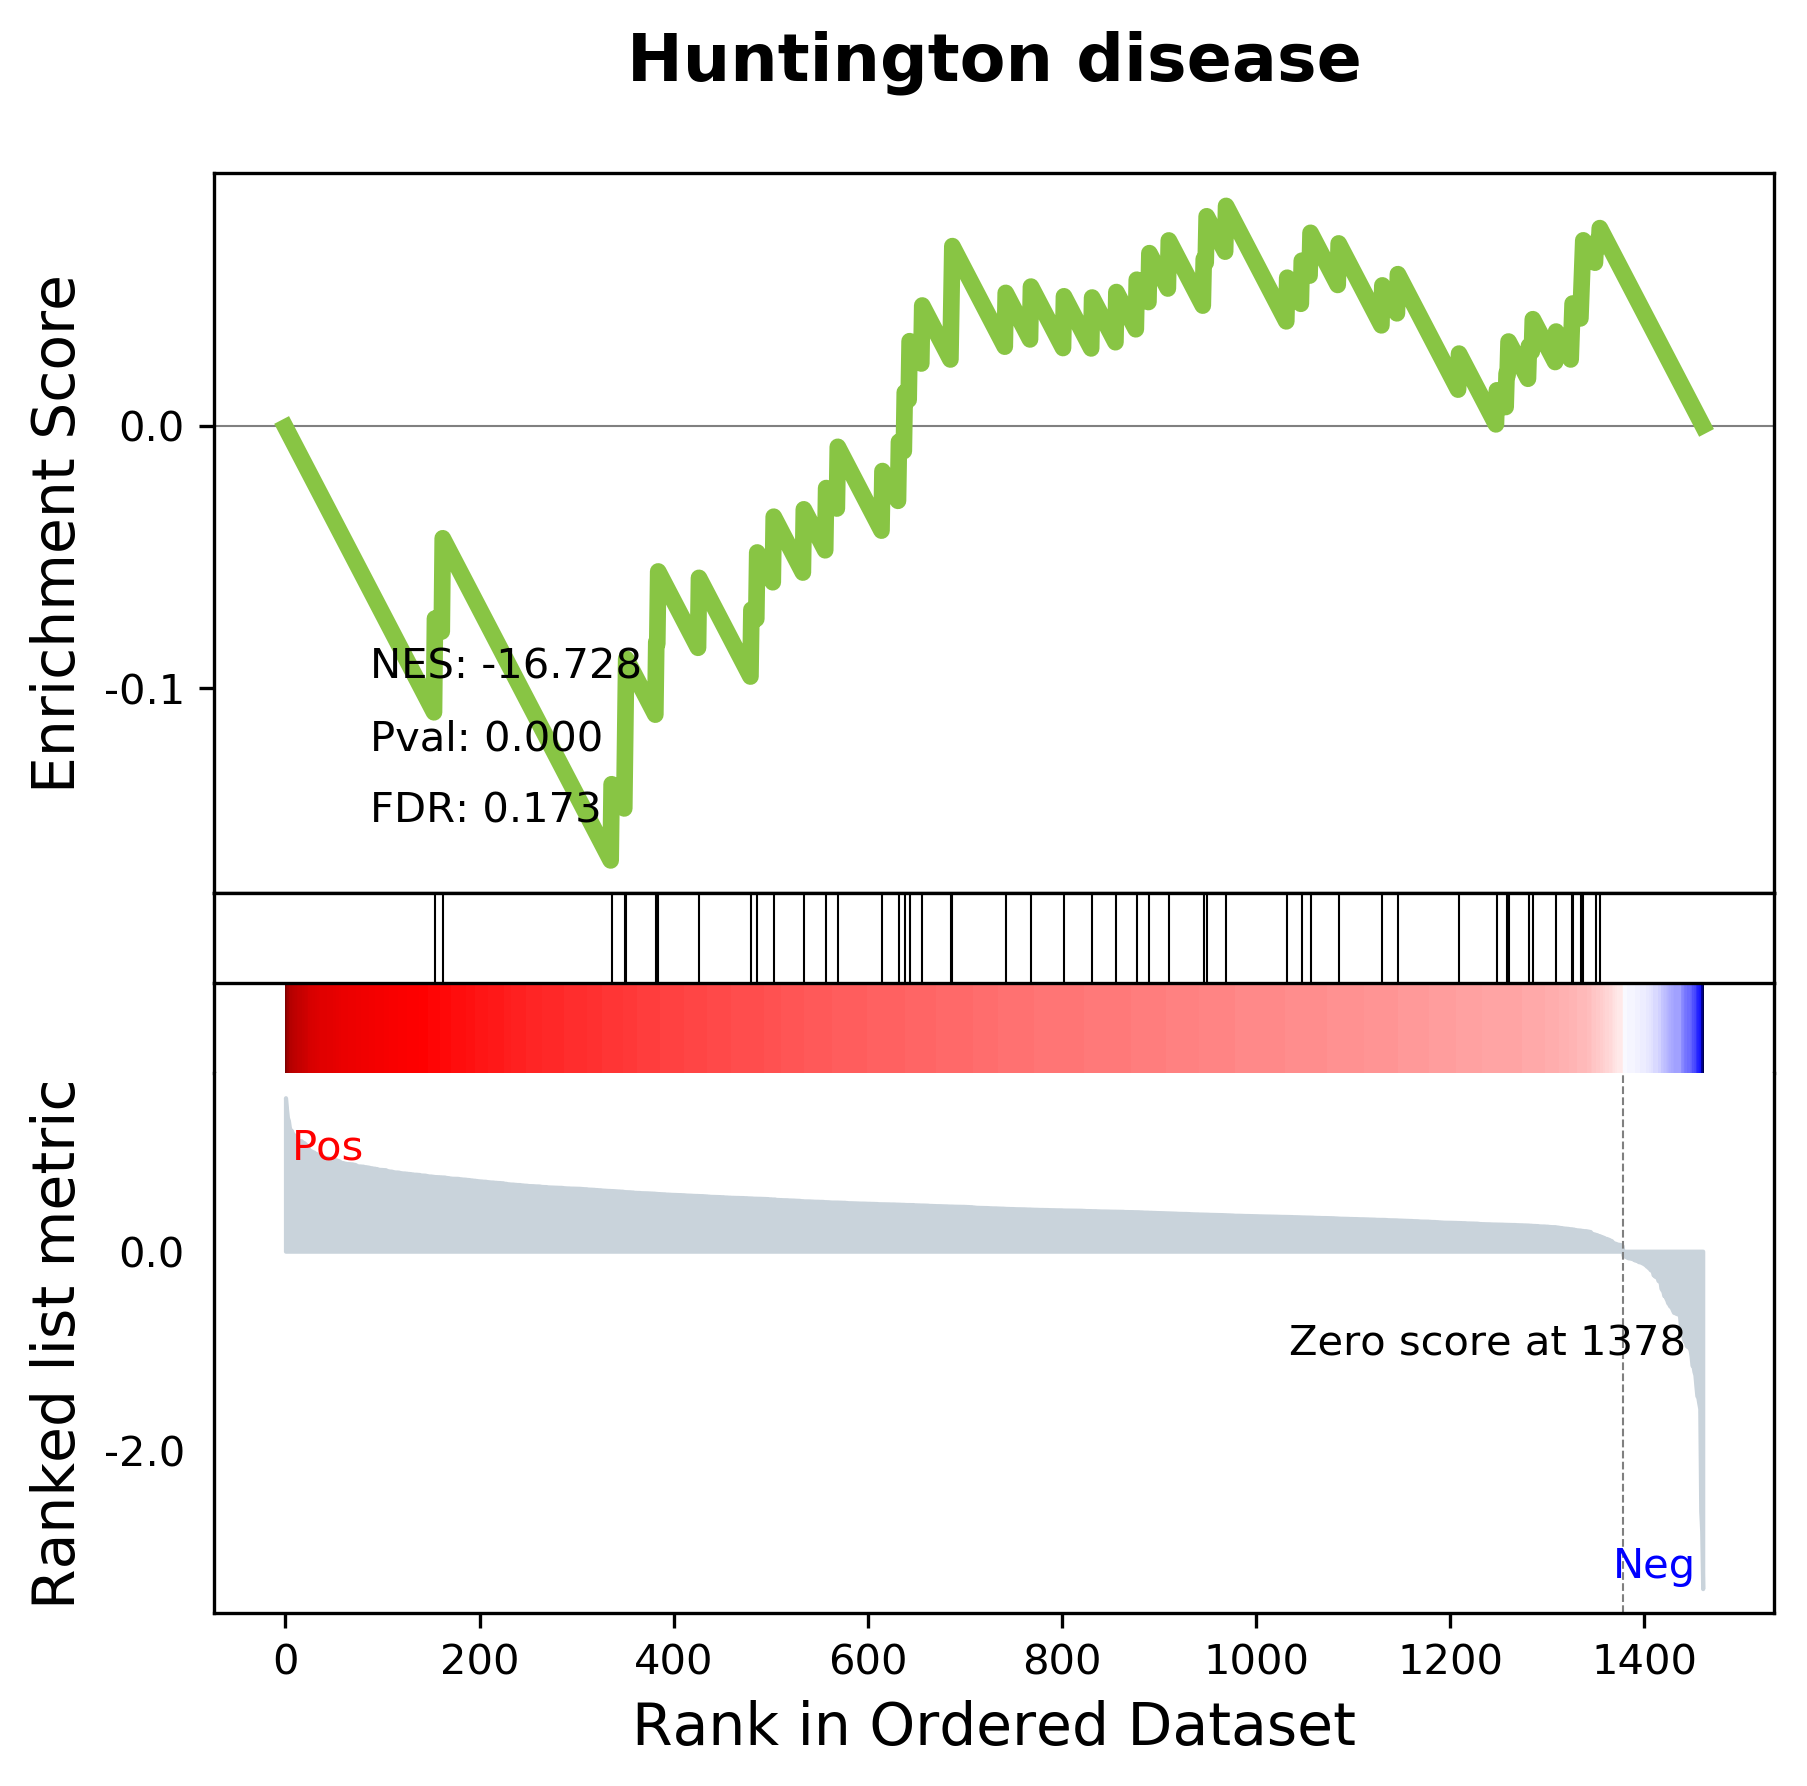 Huntington disease
Enrichment Score
0.0
-0.1
NES: -16.728
Pval: 0.000
FDR: 0.173
Ranked list metric
Pos
0.0
Zero score at 1378
-2.0
Neg
0 200 400 600 800 1000 1200 1400
Rank in Ordered Dataset